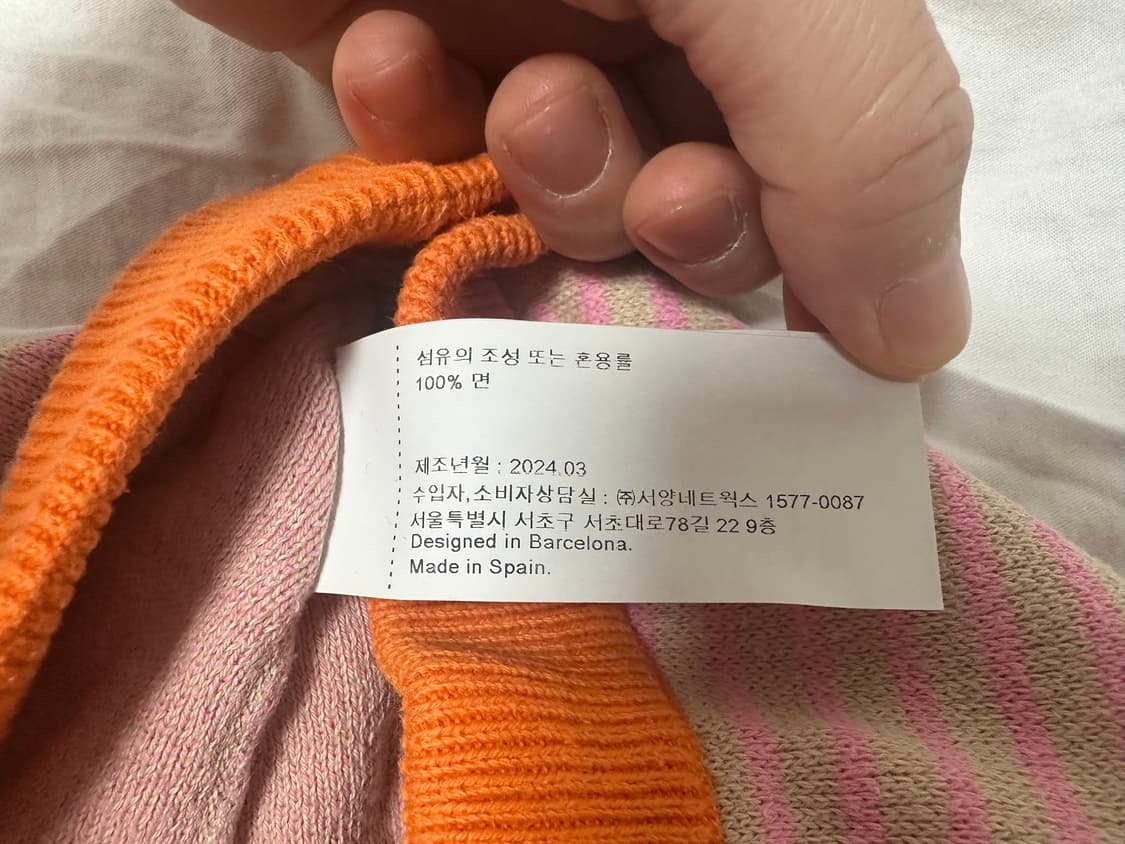 섬유의 조성 또는 혼용률
100% 면
제조년월 : 2024.03
수입자,소비자상담실 : ㈜서양네트웍스 1577-0087
서울특별시 서초구 서초대로78길 22 9층
Designed in Barcelona.
Made in Spain.